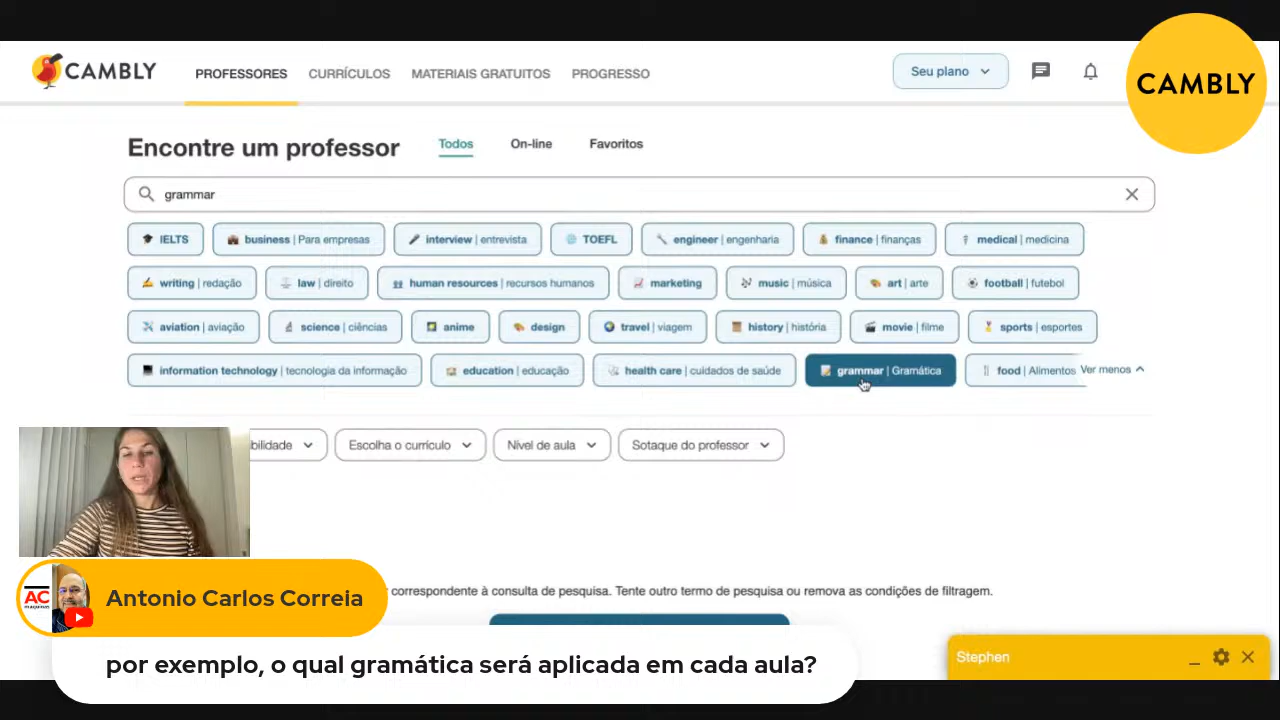 CAMBLY
PROFESSORES CURRÍCULOS MATERIAIS GRATUITOS PROGRESSO
Seu plano
CAMBLY
Encontre um professor
Todos On-line Favoritos
grammar
IELTS business | Para empresas interview | entrevista TOEFL engineer | engenharia finance | finanças medical | medicina
writing | redação law | direito human resources | recursos humanos marketing music | música art | arte football | futebol
aviation | aviação science | ciências anime design travel | viagem history | história movie | filme sports | esportes
information technology | tecnologia da informação education | educação health care | cuidados de saúde grammar | Gramática food | Alimentos Ver menos
bilidade Escolha o currículo Nível de aula Sotaque do professor
correspondente à consulta de pesquisa. Tente outro termo de pesquisa ou remova as condições de filtragem.
AC
Antonio Carlos Correia
por exemplo, o qual gramática será aplicada em cada aula?
Stephen